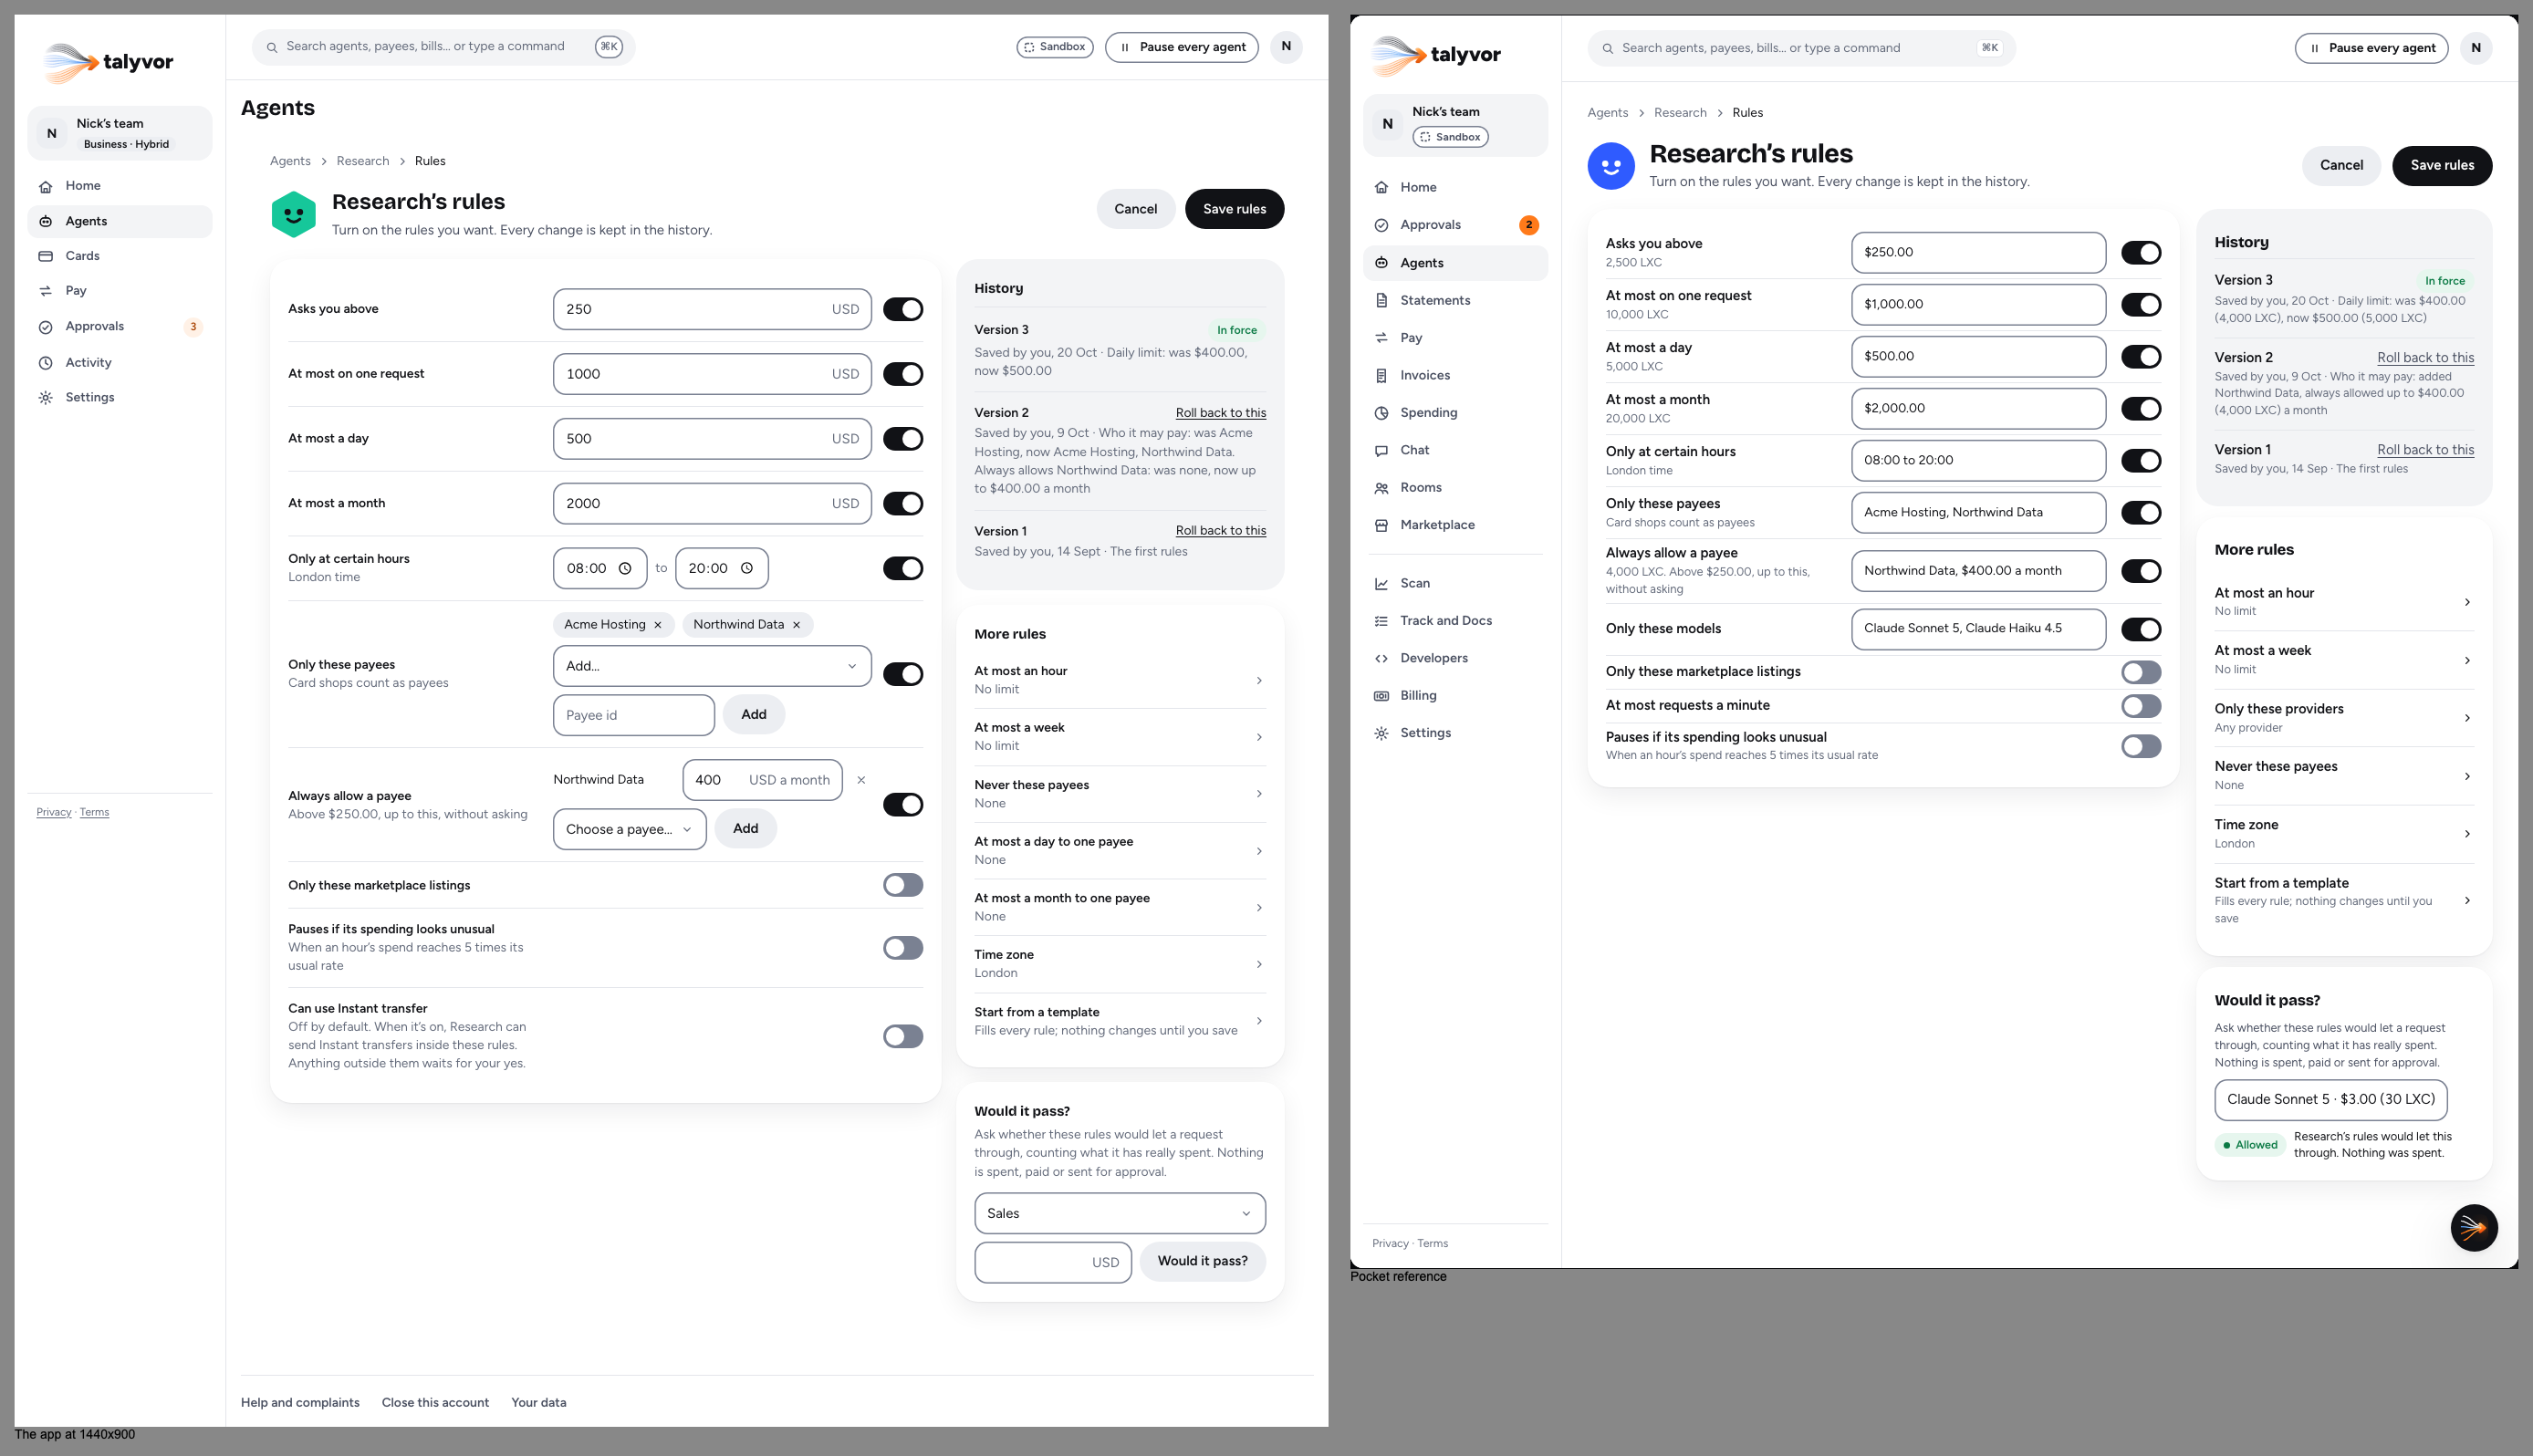 talyvor
Search agents, payees, bills... or type a command
⌘K
Sandbox
Pause every agent
N
N
Nick's team
Business · Hybrid
Home
Agents
Cards
Pay
Approvals
3
Activity
Settings
Privacy · Terms
Agents
Agents > Research > Rules
Research's rules
Turn on the rules you want. Every change is kept in the history.
Cancel
Save rules
Asks you above
250
USD
At most on one request
1000
USD
At most a day
500
USD
At most a month
2000
USD
Only at certain hours
London time
08:00
to
20:00
Only these payees
Card shops count as payees
Acme Hosting ×
Northwind Data ×
Add...
Payee id
Add
Always allow a payee
Above $250.00, up to this, without asking
Northwind Data
400
USD a month
×
Choose a payee...
Add
Only these marketplace listings
Pauses if its spending looks unusual
When an hour's spend reaches 5 times its
usual rate
Can use Instant transfer
Off by default. When it's on, Research can
send Instant transfers inside these rules.
Anything outside them waits for your yes.
History
Version 3
In force
Saved by you, 20 Oct · Daily limit: was $400.00,
now $500.00
Version 2
Roll back to this
Saved by you, 9 Oct · Who it may pay: was Acme
Hosting, now Acme Hosting, Northwind Data.
Always allows Northwind Data: was none, now up
to $400.00 a month
Version 1
Roll back to this
Saved by you, 14 Sept · The first rules
More rules
At most an hour
No limit
At most a week
No limit
Never these payees
None
At most a day to one payee
None
At most a month to one payee
None
Time zone
London
Start from a template
Fills every rule; nothing changes until you save
Would it pass?
Ask whether these rules would let a request
through, counting what it has really spent. Nothing
is spent, paid or sent for approval.
Sales
USD
Would it pass?
Help and complaints
Close this account
Your data
The app at 1440x900
talyvor
Search agents, payees, bills... or type a command
⌘K
Pause every agent
N
N
Nick's team
Sandbox
Home
Approvals
2
Agents
Statements
Pay
Invoices
Spending
Chat
Rooms
Marketplace
Scan
Track and Docs
Developers
Billing
Settings
Privacy · Terms
Agents > Research > Rules
Research's rules
Turn on the rules you want. Every change is kept in the history.
Cancel
Save rules
Asks you above
2,500 LXC
$250.00
At most on one request
10,000 LXC
$1,000.00
At most a day
5,000 LXC
$500.00
At most a month
20,000 LXC
$2,000.00
Only at certain hours
London time
08:00 to 20:00
Only these payees
Card shops count as payees
Acme Hosting, Northwind Data
Always allow a payee
4,000 LXC. Above $250.00, up to this,
without asking
Northwind Data, $400.00 a month
Only these models
Claude Sonnet 5, Claude Haiku 4.5
Only these marketplace listings
At most requests a minute
Pauses if its spending looks unusual
When an hour's spend reaches 5 times its usual rate
History
Version 3
In force
Saved by you, 20 Oct · Daily limit: was $400.00
(4,000 LXC), now $500.00 (5,000 LXC)
Version 2
Roll back to this
Saved by you, 9 Oct · Who it may pay: added
Northwind Data, always allowed up to $400.00
(4,000 LXC) a month
Version 1
Roll back to this
Saved by you, 14 Sep · The first rules
More rules
At most an hour
No limit
At most a week
No limit
Only these providers
Any provider
Never these payees
None
Time zone
London
Start from a template
Fills every rule; nothing changes until you
save
Would it pass?
Ask whether these rules would let a request
through, counting what it has really spent.
Nothing is spent, paid or sent for approval.
Claude Sonnet 5 · $3.00 (30 LXC)
Allowed
Research's rules would let this
through. Nothing was spent.
Pocket reference